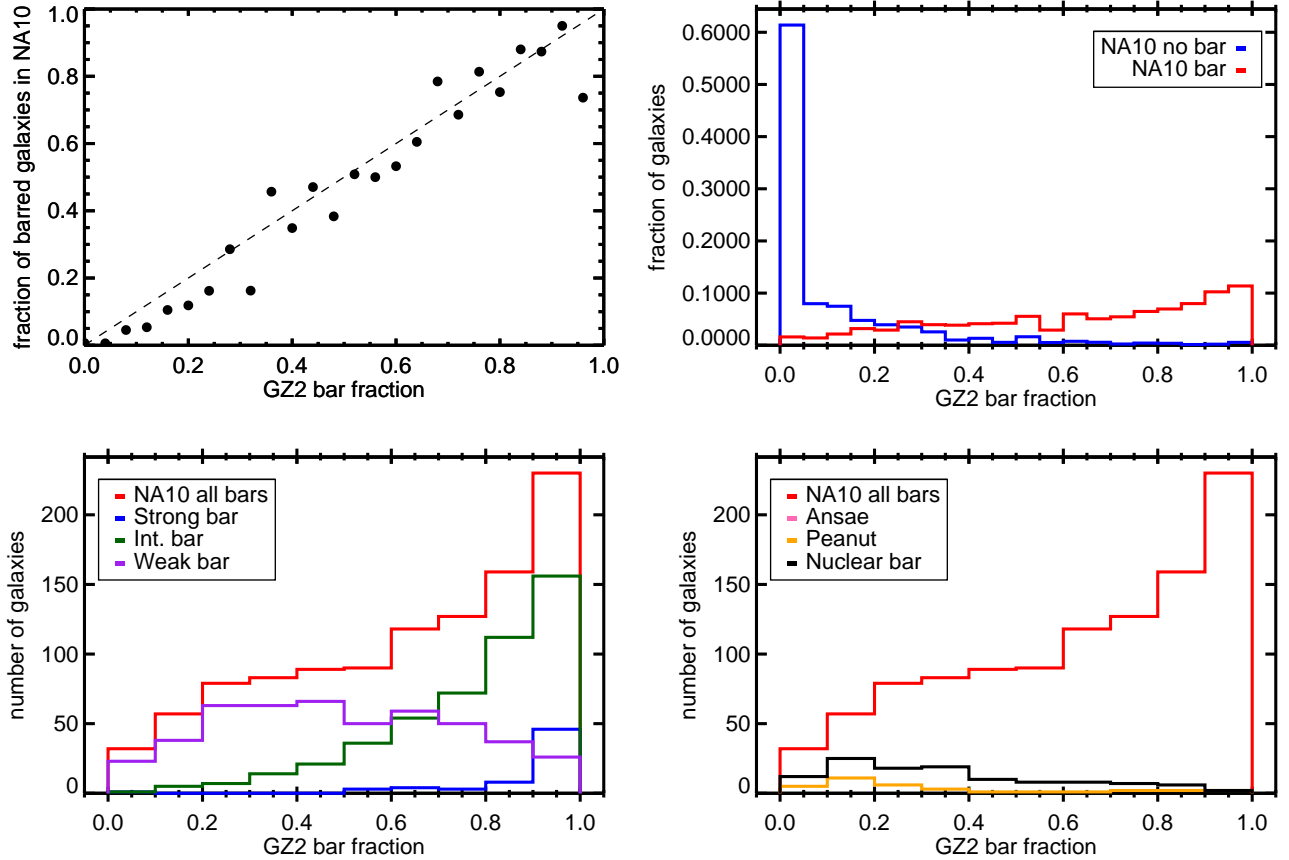 fraction of barred galaxies in NA10
1.0
0.8
0.6
0.4
0.2
0.0
0.0 0.2 0.4 0.6 0.8 1.0
GZ2 bar fraction
fraction of galaxies
0.6000
0.5000
0.4000
0.3000
0.2000
0.1000
0.0000
NA10 no bar
NA10 bar
0.0 0.2 0.4 0.6 0.8 1.0
GZ2 bar fraction
number of galaxies
200
150
100
50
0
NA10 all bars
Strong bar
Int. bar
Weak bar
0.0 0.2 0.4 0.6 0.8 1.0
GZ2 bar fraction
number of galaxies
200
150
100
50
0
NA10 all bars
Ansae
Peanut
Nuclear bar
0.0 0.2 0.4 0.6 0.8 1.0
GZ2 bar fraction